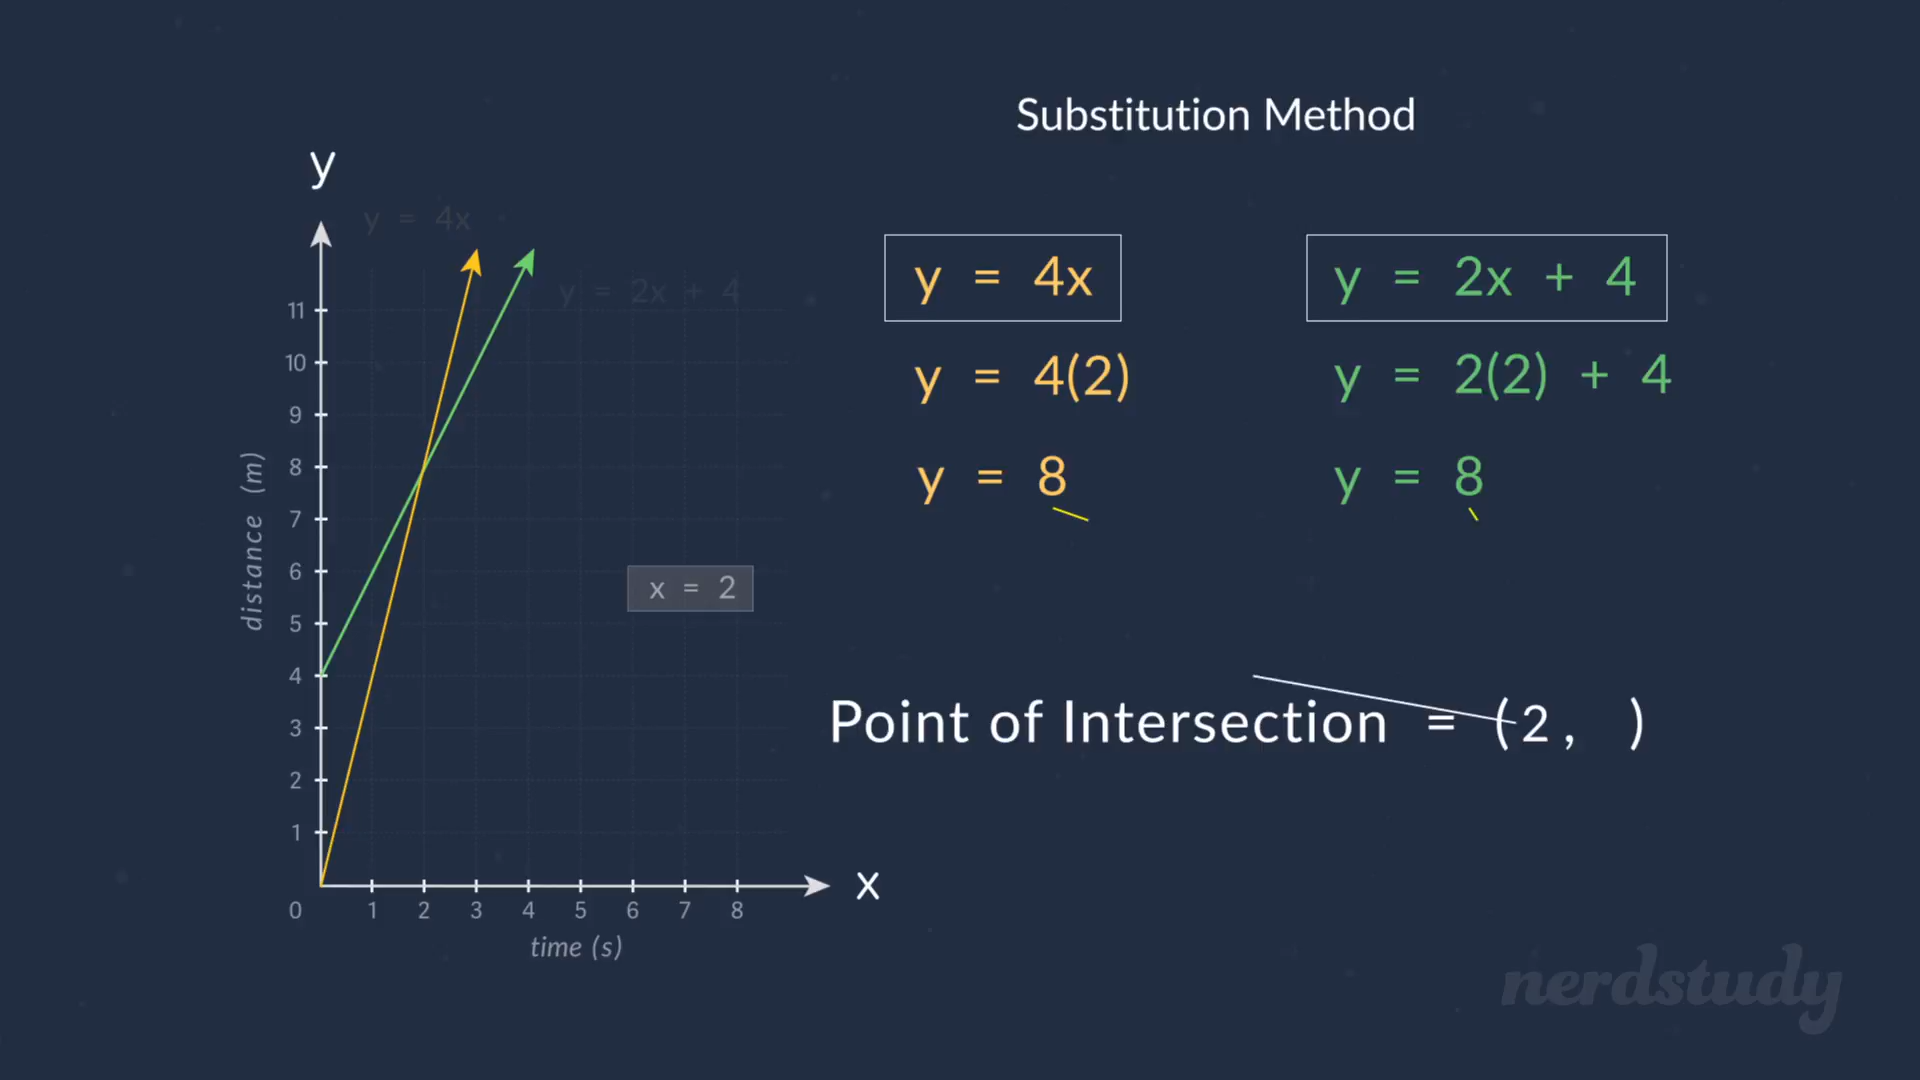 Substitution Method
y
y = 4x
y = 2x + 4
11
10
9
8
7
6
5
4
3
2
1
0
distance (m)
1 2 3 4 5 6 7 8
time (s)
x
x = 2
y = 4x
y = 4(2)
y = 8
y = 2x + 4
y = 2(2) + 4
y = 8
Point of Intersection = (2, )
nerdstudy